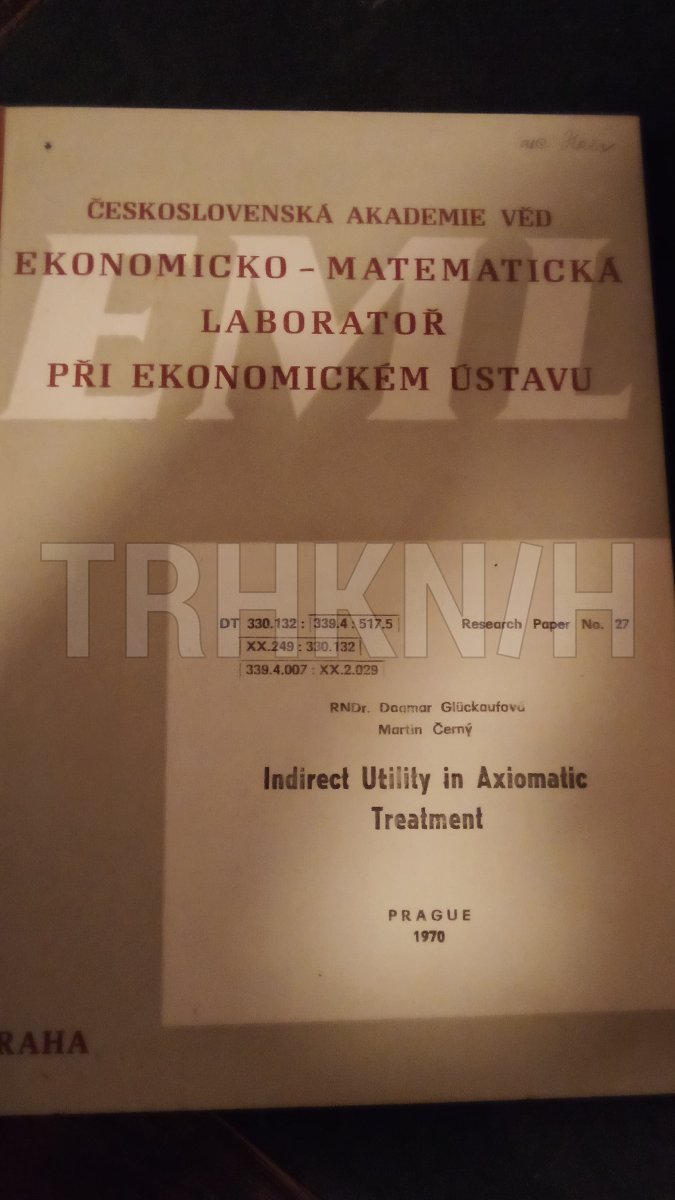 ČESKOSLOVENSKÁ AKADEMIE VĚD
EML
EKONOMICKO – MATEMATICKÁ
LABORATOŘ
PŘI EKONOMICKÉM ÚSTAVU
TRHKN/H
DT 330.132 : 339.4 : 517.5 Research Paper No. 27
XX.249 : 330.132
339.4.007 : XX.2.029
RNDr. Dagmar Glückaufová
Martin Černý
Indirect Utility in Axiomatic
Treatment
PRAGUE
1970
RAHA